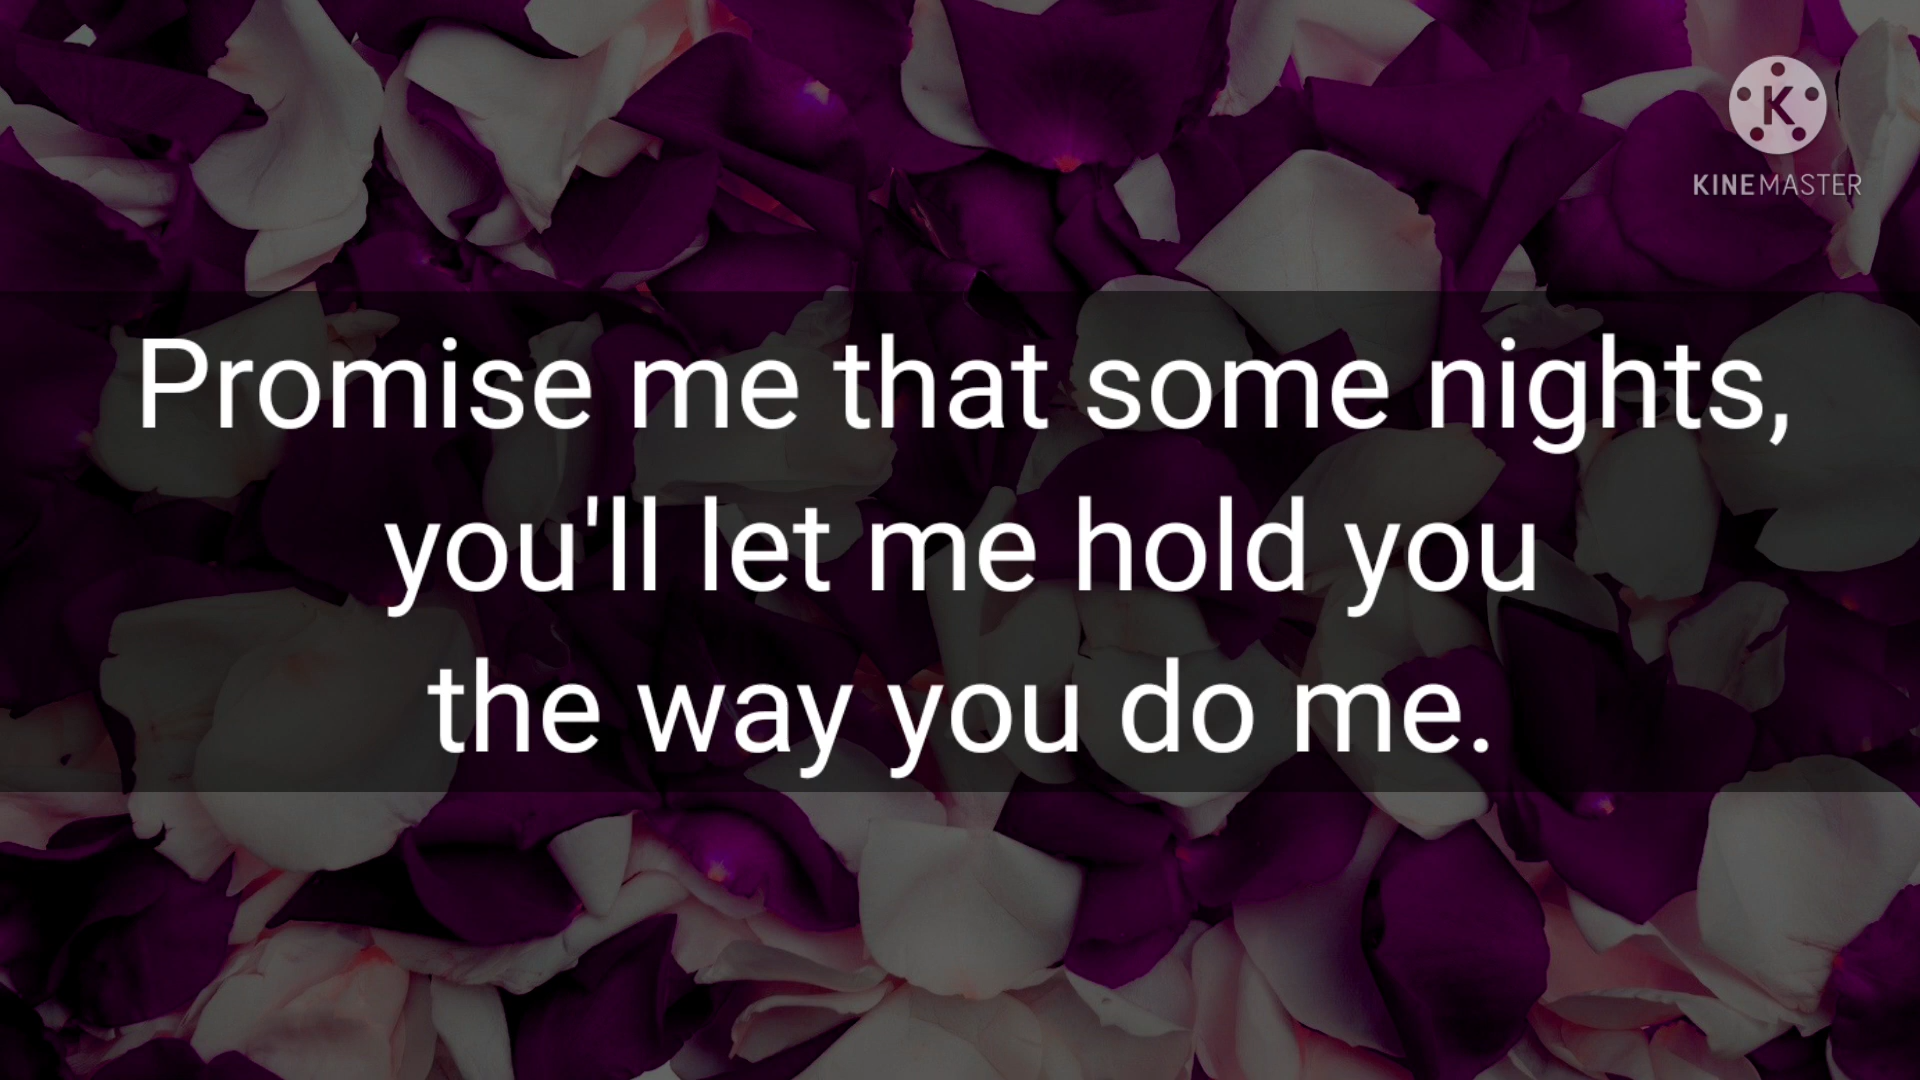 K
KINEMASTER
Promise me that some nights,
you'll let me hold you
the way you do me.